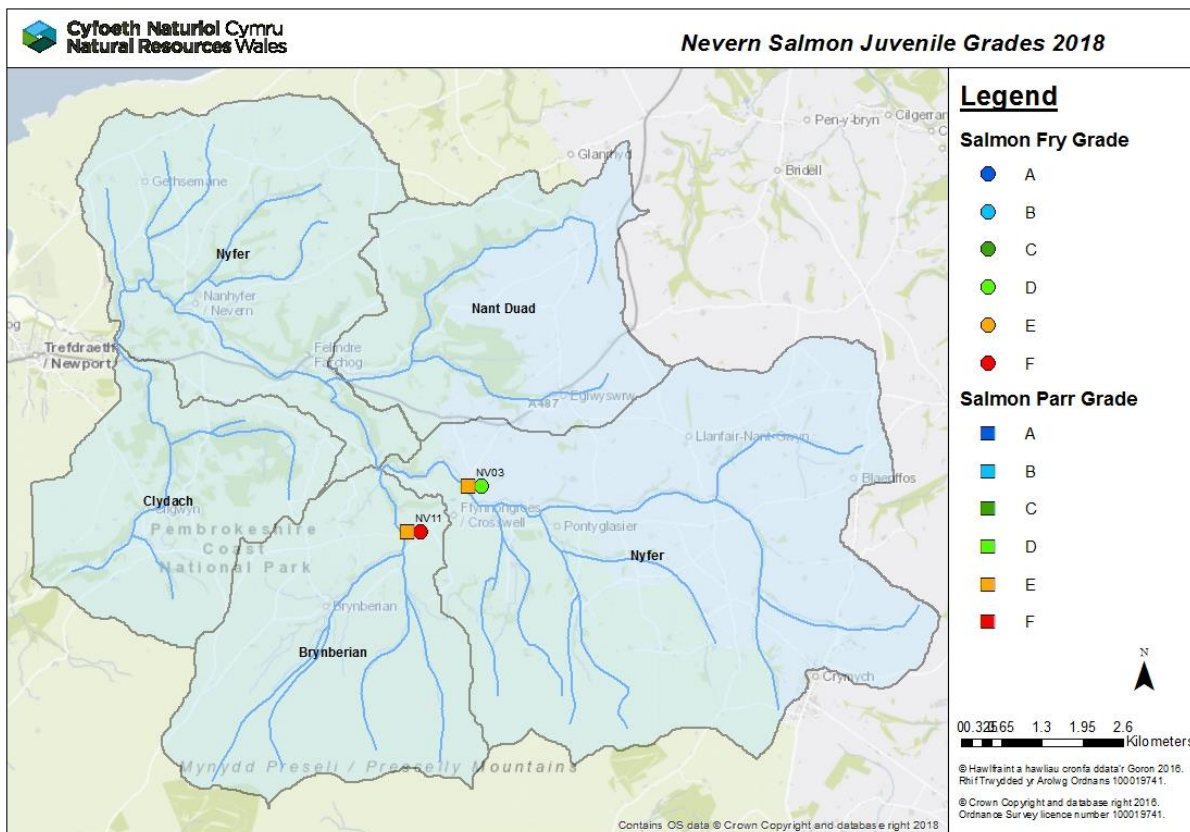 Cyfoeth Naturiol Cymru
Natural Resources Wales
Nevern Salmon Juvenile Grades 2018
Pen-y-bryn
Cilgerran
Glanrhyd
Bridell
Gethsemane
Nyfer
Nanhyfer
/ Nevern
Nant Duad
Trefdraeth
/ Newport
Felindre
Farchog
A487
Eglwyswrw
Llanfair-Nant-Gwyn
Blaenffos
NV03
Clydach
Ffynnongroes
/ Crosswell
NV11
Pontyglasier
Pembrokeshire
Coast
National Park
Nyfer
Brynberian
Brynberian
Crymych
Mynydd Preseli / Presselly Mountains
Contains OS data © Crown Copyright and database right 2018
Legend
Salmon Fry Grade
A
B
C
D
E
F
Salmon Parr Grade
A
B
C
D
E
F
N
00.3250.65 1.3 1.95 2.6
Kilometers
© Hawlfraint a hawliau cronfa ddata'r Goron 2016.
Rhif Trwydded yr Arolwg Ordnans 100019741.
© Crown Copyright and database right 2016.
Ordnance Survey licence number 100019741.